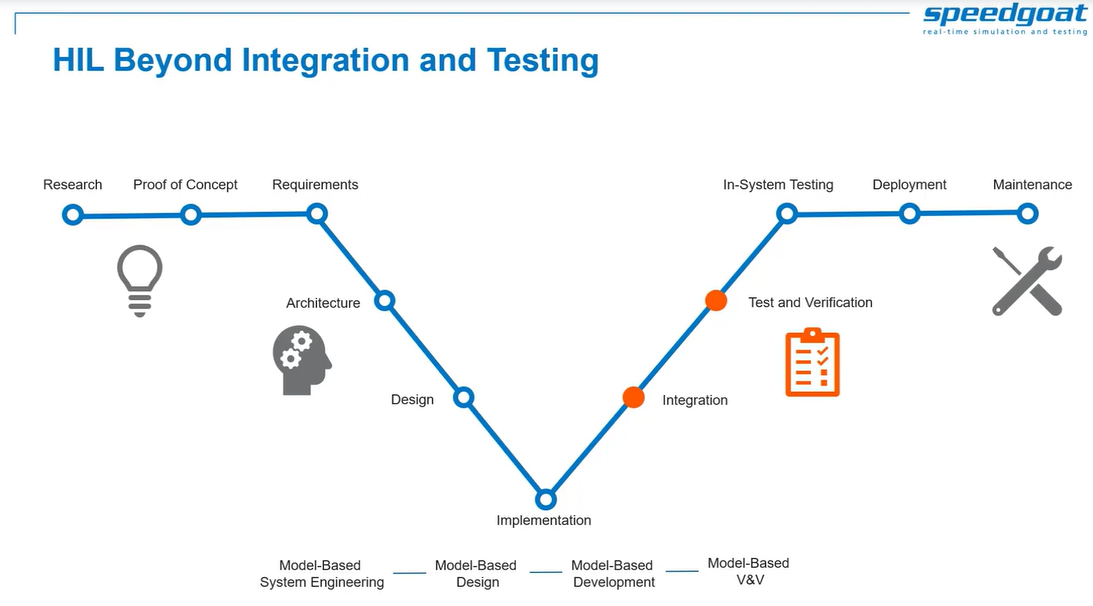 speedgoat
real-time simulation and testing
HIL Beyond Integration and Testing
Research
Proof of Concept
Requirements
In-System Testing
Deployment
Maintenance
Architecture
Test and Verification
Design
Integration
Implementation
Model-Based
System Engineering
Model-Based
Design
Model-Based
Development
Model-Based
V&V